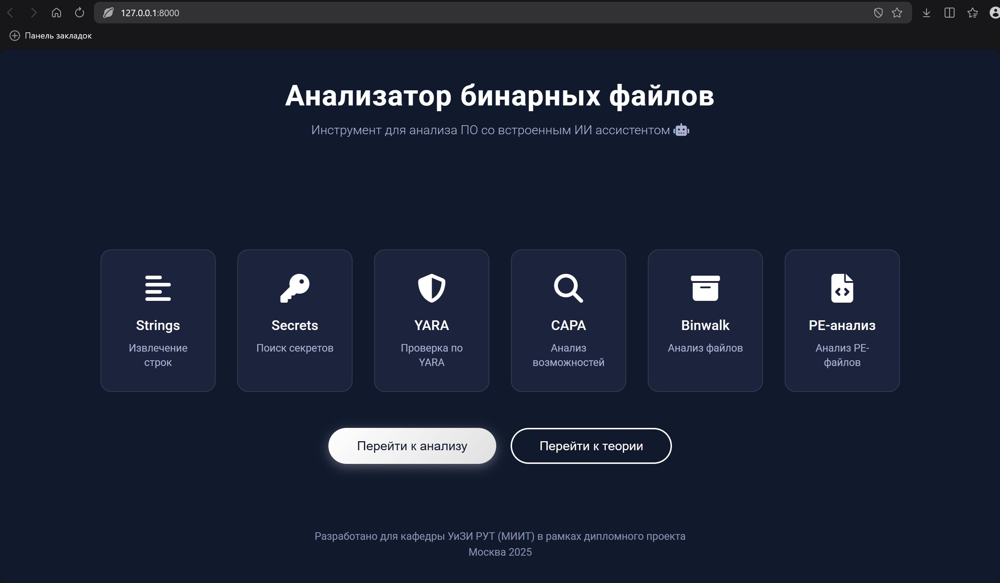 127.0.0.1:8000
Панель закладок
Анализатор бинарных файлов
Инструмент для анализа ПО со встроенным ИИ ассистентом
Strings
Извлечение
строк
Secrets
Поиск секретов
YARA
Проверка по
YARA
CAPA
Анализ
возможностей
Binwalk
Анализ файлов
PE-анализ
Анализ PE-
файлов
Перейти к анализу
Перейти к теории
Разработано для кафедры УиЗИ РУТ (МИИТ) в рамках дипломного проекта
Москва 2025